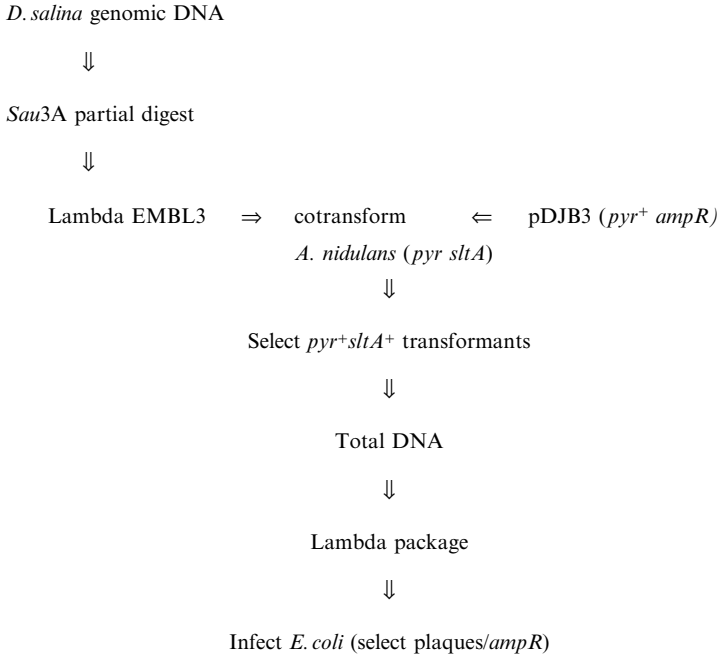 D. salina genomic DNA
⇓
Sau3A partial digest
⇓
Lambda EMBL3 ⇒ cotransform ⇐ pDJB3 (pyr⁺ ampR)
A. nidulans (pyr sltA)
⇓
Select pyr⁺sltA⁺ transformants
⇓
Total DNA
⇓
Lambda package
⇓
Infect E. coli (select plaques/ampR)